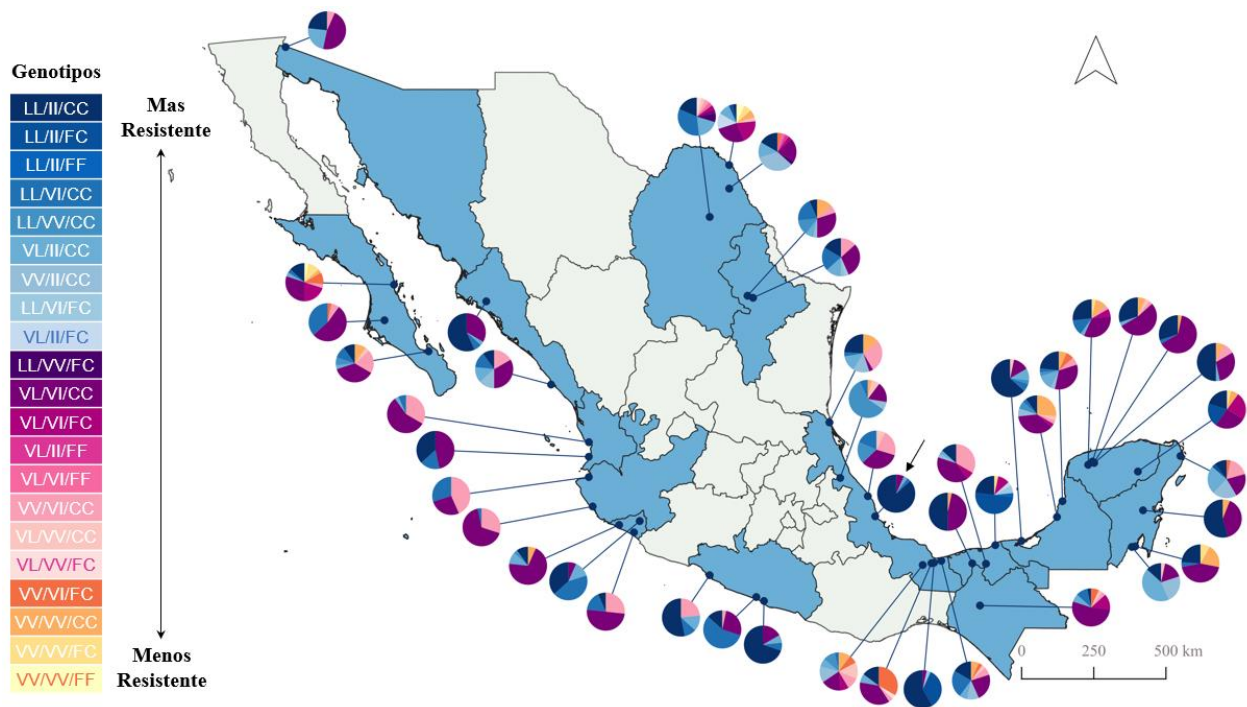 Genotipos
LL/II/CC
LL/II/FC
LL/II/FF
LL/VI/CC
LL/VV/CC
VL/II/CC
VV/II/CC
LL/VI/FC
VL/II/FC
LL/VV/FC
VL/VI/CC
VL/VI/FC
VL/II/FF
VL/VI/FF
VV/VI/CC
VL/VV/CC
VL/VV/FC
VV/VI/FC
VV/VV/CC
VV/VV/FC
VV/VV/FF
Mas
Resistente
Menos
Resistente
0 250 500 km